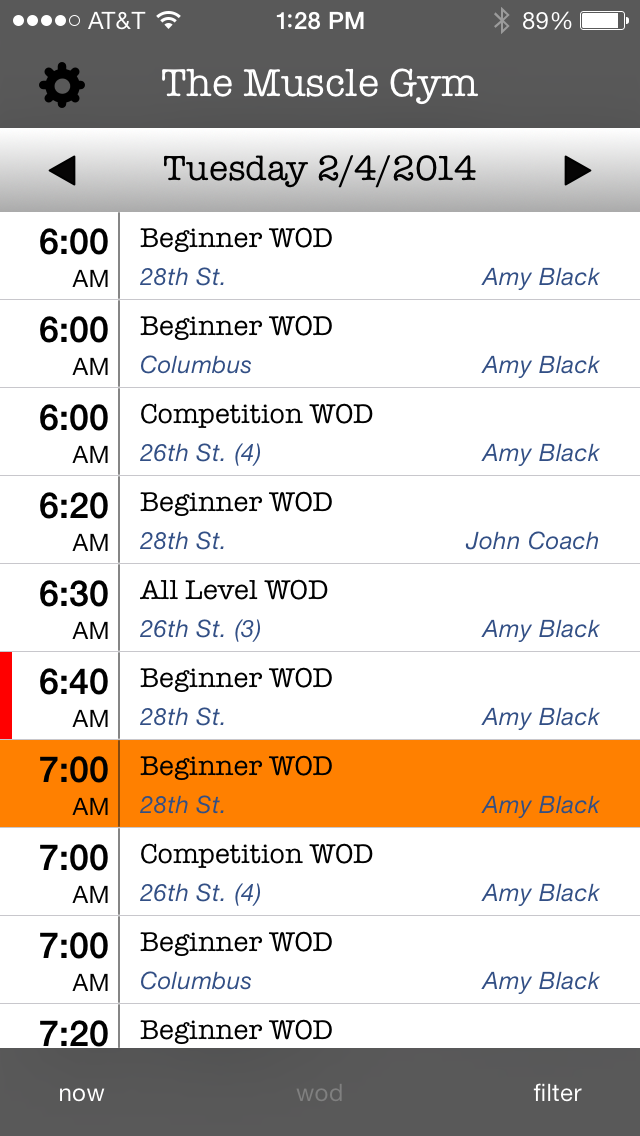 AT&T 1:28 PM 89%
The Muscle Gym
Tuesday 2/4/2014
6:00 Beginner WOD
AM 28th St. Amy Black
6:00 Beginner WOD
AM Columbus Amy Black
6:00 Competition WOD
AM 26th St. (4) Amy Black
6:20 Beginner WOD
AM 28th St. John Coach
6:30 All Level WOD
AM 26th St. (3) Amy Black
6:40 Beginner WOD
AM 28th St. Amy Black
7:00 Beginner WOD
AM 28th St. Amy Black
7:00 Competition WOD
AM 26th St. (4) Amy Black
7:00 Beginner WOD
AM Columbus Amy Black
7:20 Beginner WOD
now wod filter